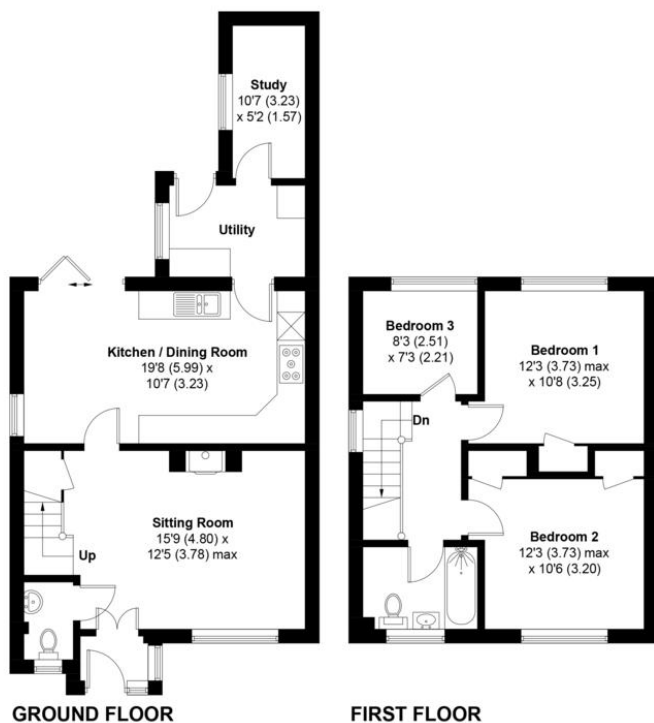 Study
10'7 (3.23)
x 5'2 (1.57)
Utility
Kitchen / Dining Room
19'8 (5.99) x
10'7 (3.23)
Sitting Room
15'9 (4.80) x
12'5 (3.78) max
Up
GROUND FLOOR
Bedroom 3
8'3 (2.51)
x 7'3 (2.21)
Bedroom 1
12'3 (3.73) max
x 10'8 (3.25)
Dn
Bedroom 2
12'3 (3.73) max
x 10'6 (3.20)
FIRST FLOOR